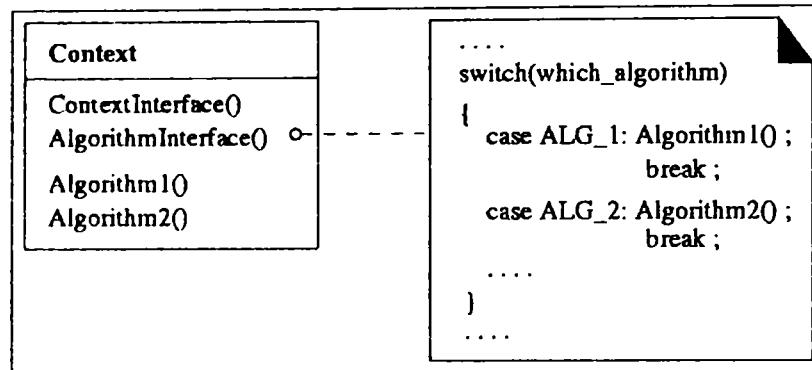 Context
ContextInterface()
AlgorithmInterface()
Algorithm1()
Algorithm2()
. . . .
switch(which_algorithm)
{
case ALG_1: Algorithm1() ;
break ;
case ALG_2: Algorithm2() ;
break ;
. . . .
}
. . . .